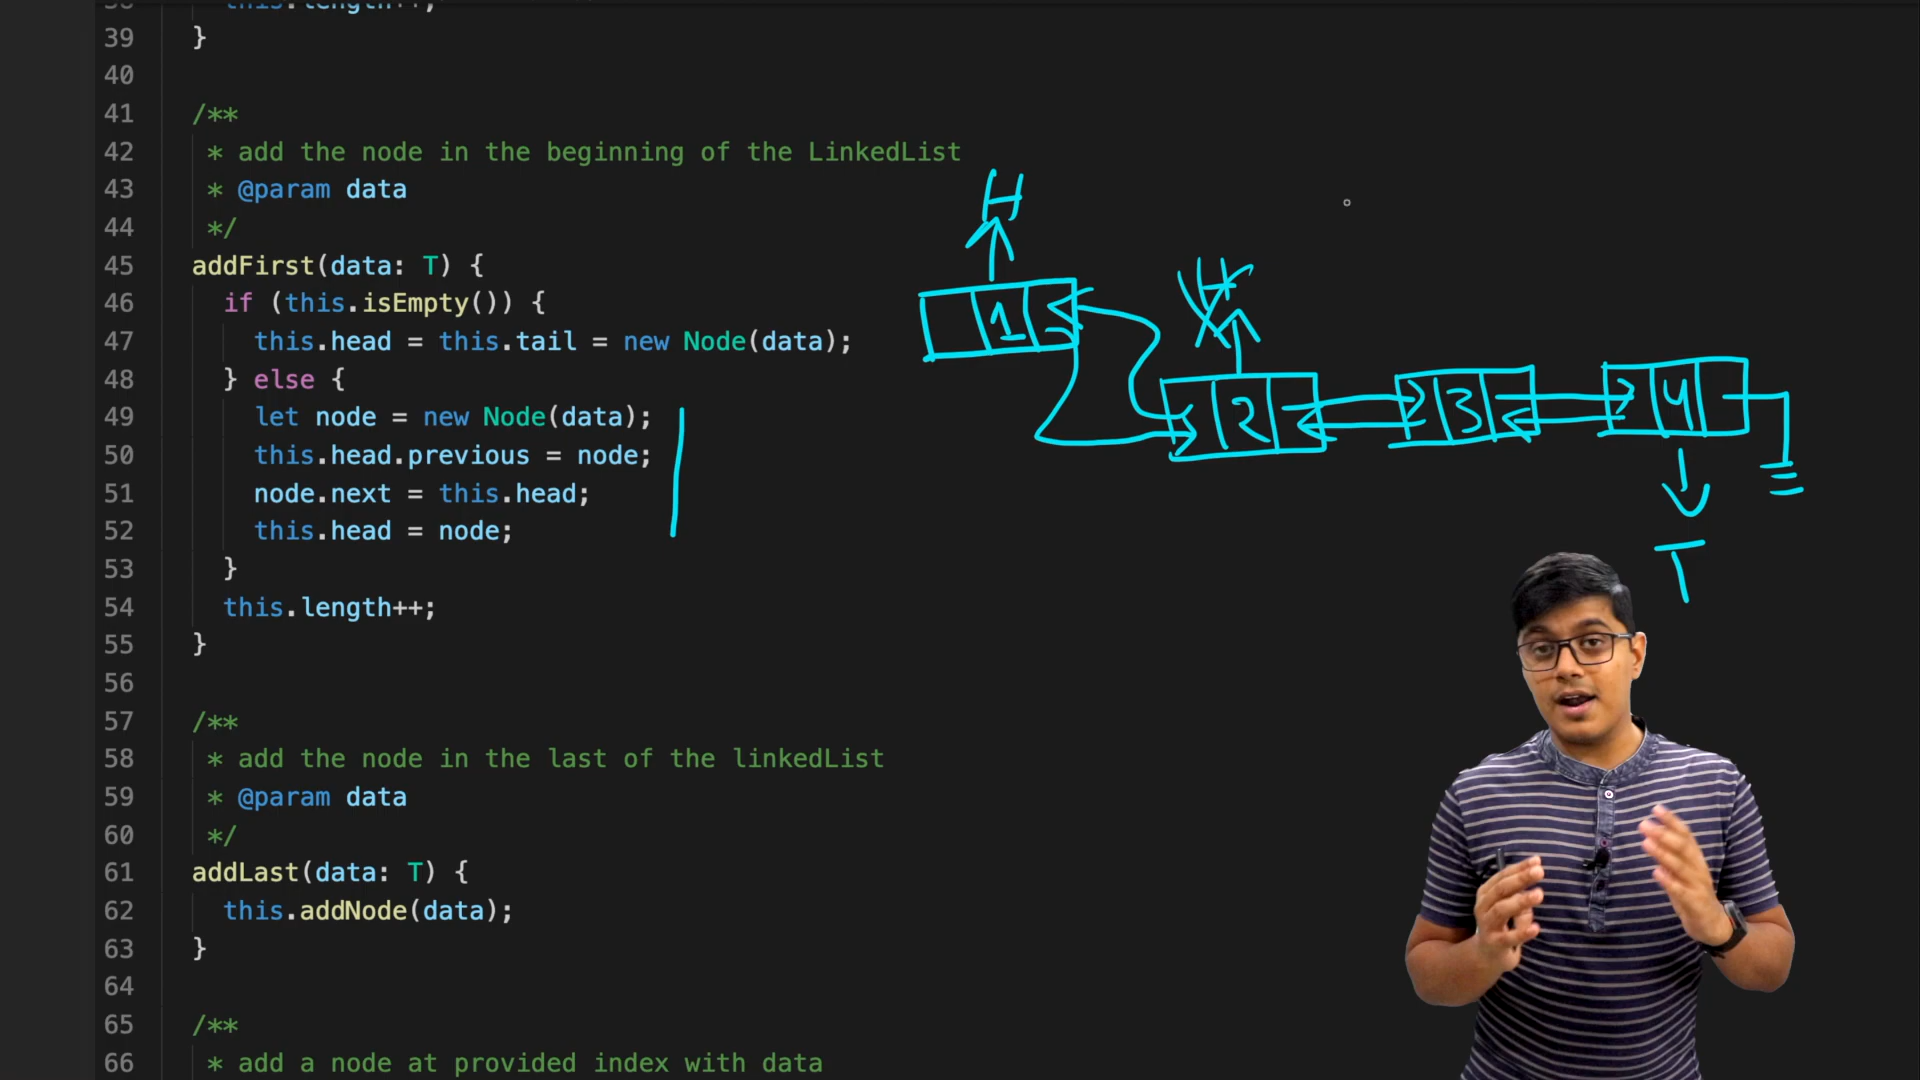 38 this.length++;
39 }
40
41 /**
42 * add the node in the beginning of the LinkedList
43 * @param data
44 */
45 addFirst(data: T) {
46 if (this.isEmpty()) {
47 this.head = this.tail = new Node(data);
48 } else {
49 let node = new Node(data);
50 this.head.previous = node;
51 node.next = this.head;
52 this.head = node;
53 }
54 this.length++;
55 }
56
57 /**
58 * add the node in the last of the linkedList
59 * @param data
60 */
61 addLast(data: T) {
62 this.addNode(data);
63 }
64
65 /**
66 * add a node at provided index with data
H
1
H
2 3 4
T